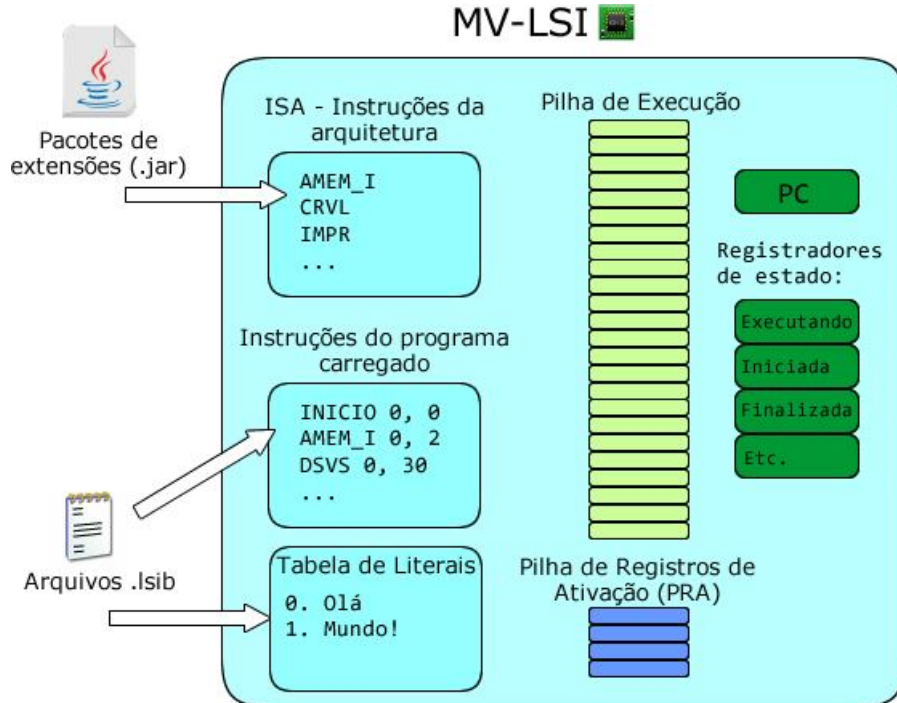 MV-LSI
Pacotes de
extensões (.jar)
ISA - Instruções da
arquitetura
AMEM_I
CRVL
IMPR
...
Instruções do programa
carregado
INICIO 0, 0
AMEM_I 0, 2
DSVS 0, 30
...
Arquivos .lsib
Tabela de Literais
0. Olá
1. Mundo!
Pilha de Execução
PC
Registradores
de estado:
Executando
Iniciada
Finalizada
Etc.
Pilha de Registros de
Ativação (PRA)